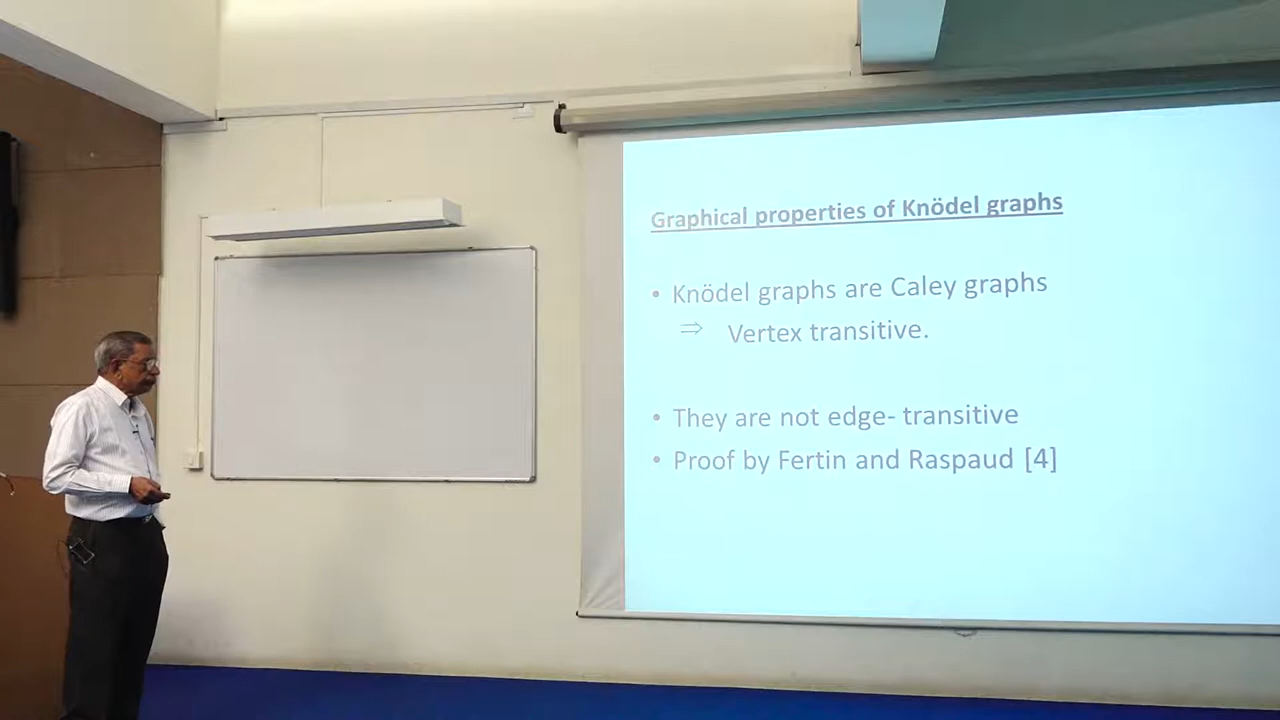 Graphical properties of Knödel graphs
• Knödel graphs are Caley graphs
⇒ Vertex transitive.
• They are not edge- transitive
• Proof by Fertin and Raspaud [4]